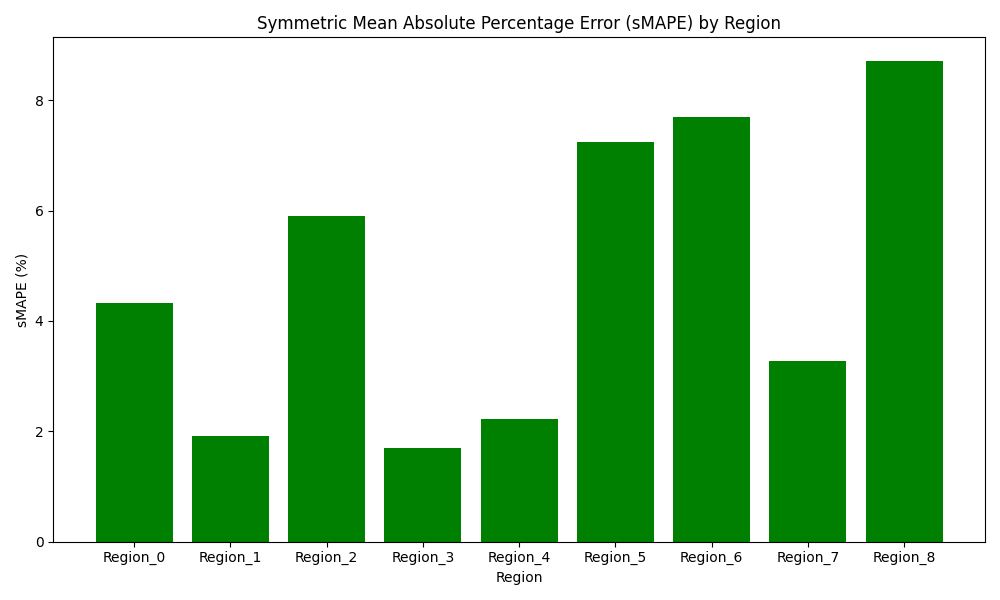 Symmetric Mean Absolute Percentage Error (sMAPE) by Region
sMAPE (%)
8
6
4
2
0
Region_0 Region_1 Region_2 Region_3 Region_4 Region_5 Region_6 Region_7 Region_8
Region